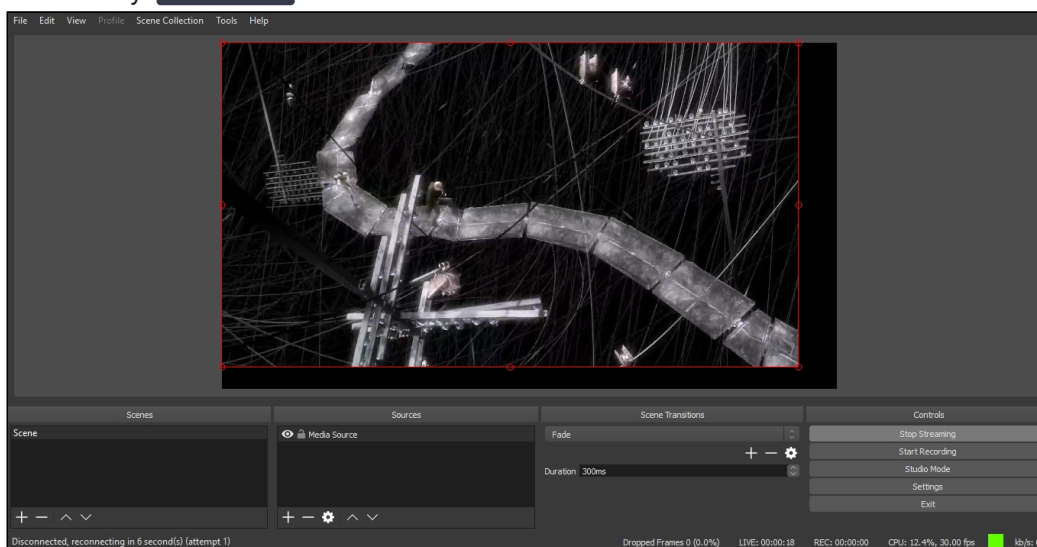 File Edit View Profile Scene Collection Tools Help
Scenes
Sources
Scene Transitions
Controls
Scene
Media Source
Fade
Duration 300ms
Stop Streaming
Start Recording
Studio Mode
Settings
Exit
Disconnected, reconnecting in 6 second(s) (attempt 1)
Dropped Frames 0 (0.0%) LIVE: 00:00:18 REC: 00:00:00 CPU: 12.4%, 30.00 fps kb/s: